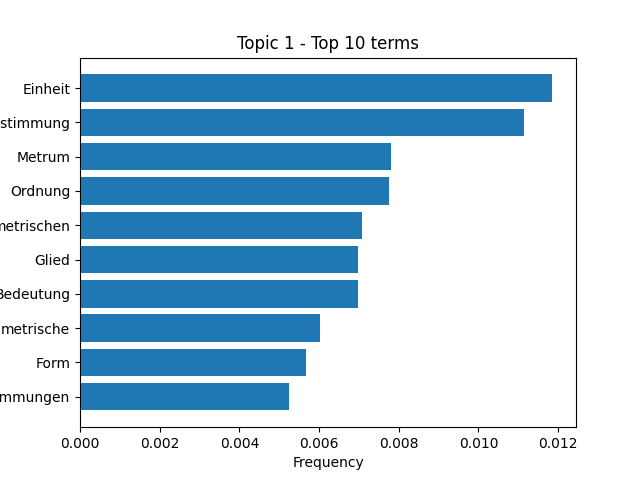 Topic 1 - Top 10 terms
Einheit
stimmung
Metrum
Ordnung
metrischen
Glied
Bedeutung
metrische
Form
mmungen
0.000 0.002 0.004 0.006 0.008 0.010 0.012
Frequency